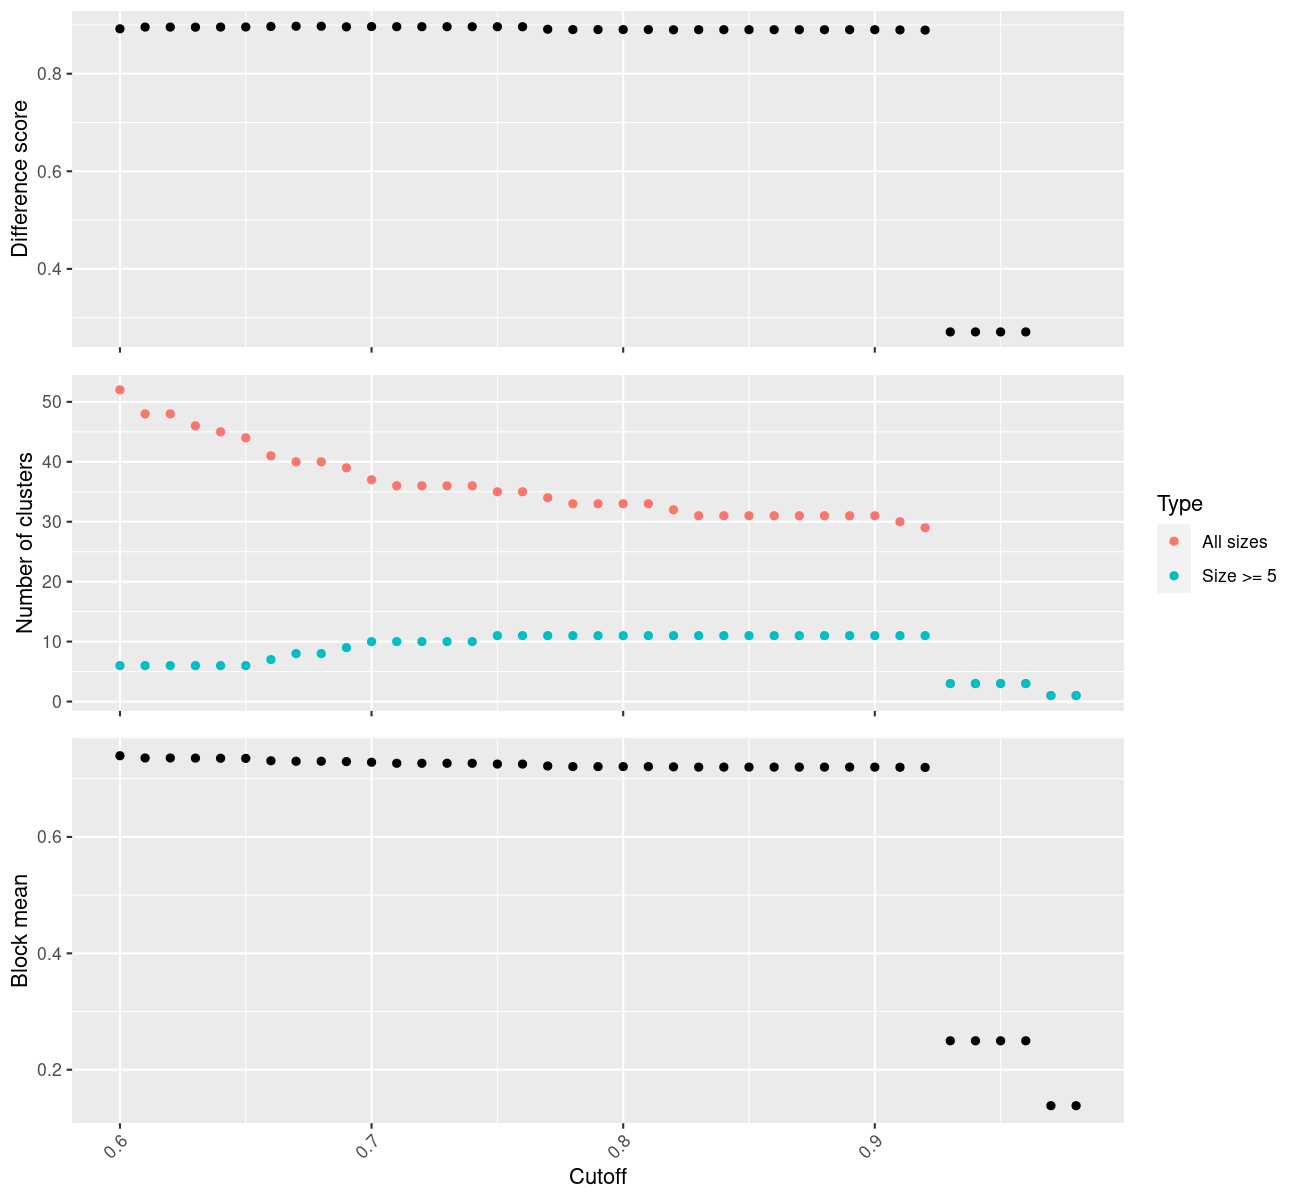 Difference score
0.8
0.6
0.4
Number of clusters
50
40
30
20
10
0
Type
All sizes
Size >= 5
Block mean
0.6
0.4
0.2
0.6
0.7
0.8
0.9
Cutoff